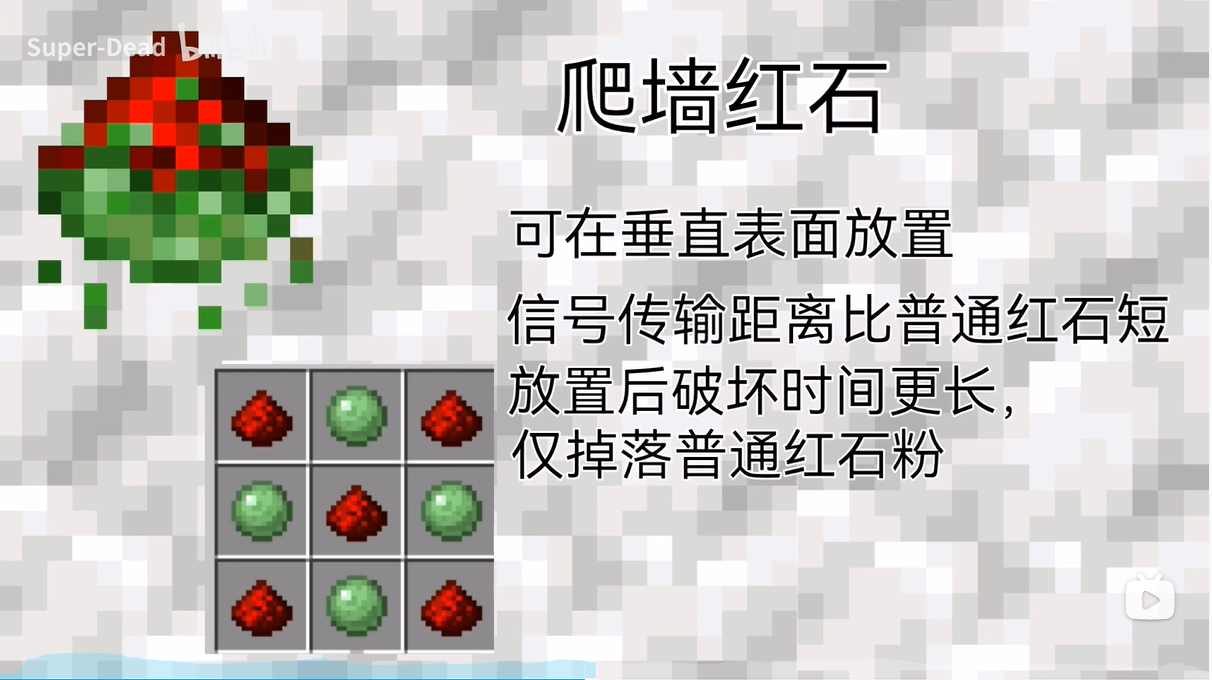 Super-Dead bilibili
爬墙红石
可在垂直表面放置
信号传输距离比普通红石短
放置后破坏时间更长，
仅掉落普通红石粉